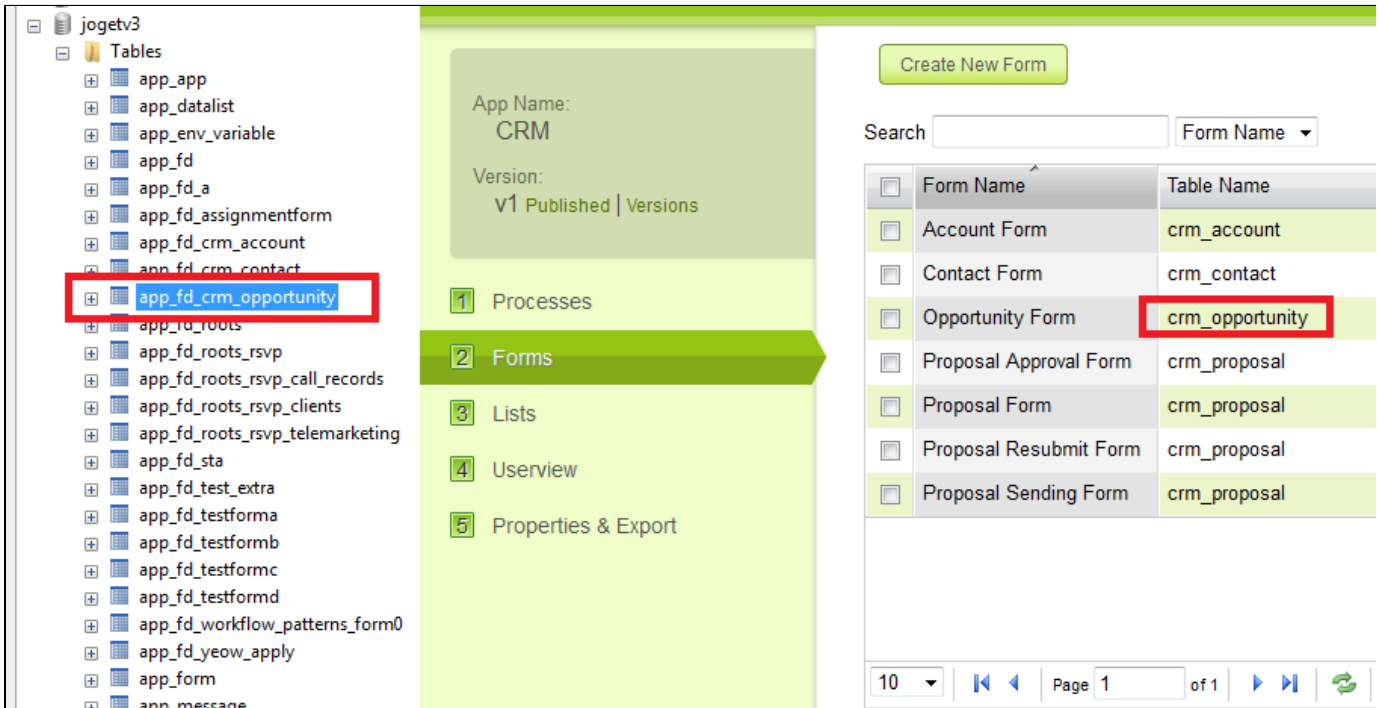 jogetv3
Tables
app_app
app_datalist
app_env_variable
app_fd
app_fd_a
app_fd_assignmentform
app_fd_crm_account
app_fd_crm_contact
app_fd_crm_opportunity
app_fd_roots
app_fd_roots_rsvp
app_fd_roots_rsvp_call_records
app_fd_roots_rsvp_clients
app_fd_roots_rsvp_telemarketing
app_fd_sta
app_fd_test_extra
app_fd_testforma
app_fd_testformb
app_fd_testformc
app_fd_testformd
app_fd_workflow_patterns_form0
app_fd_yeow_apply
app_form
app_message
App Name:
CRM
Version:
v1 Published | Versions
1 Processes
2 Forms
3 Lists
4 Userview
5 Properties & Export
Create New Form
Search Form Name
Form Name Table Name
Account Form crm_account
Contact Form crm_contact
Opportunity Form crm_opportunity
Proposal Approval Form crm_proposal
Proposal Form crm_proposal
Proposal Resubmit Form crm_proposal
Proposal Sending Form crm_proposal
10 Page 1 of 1